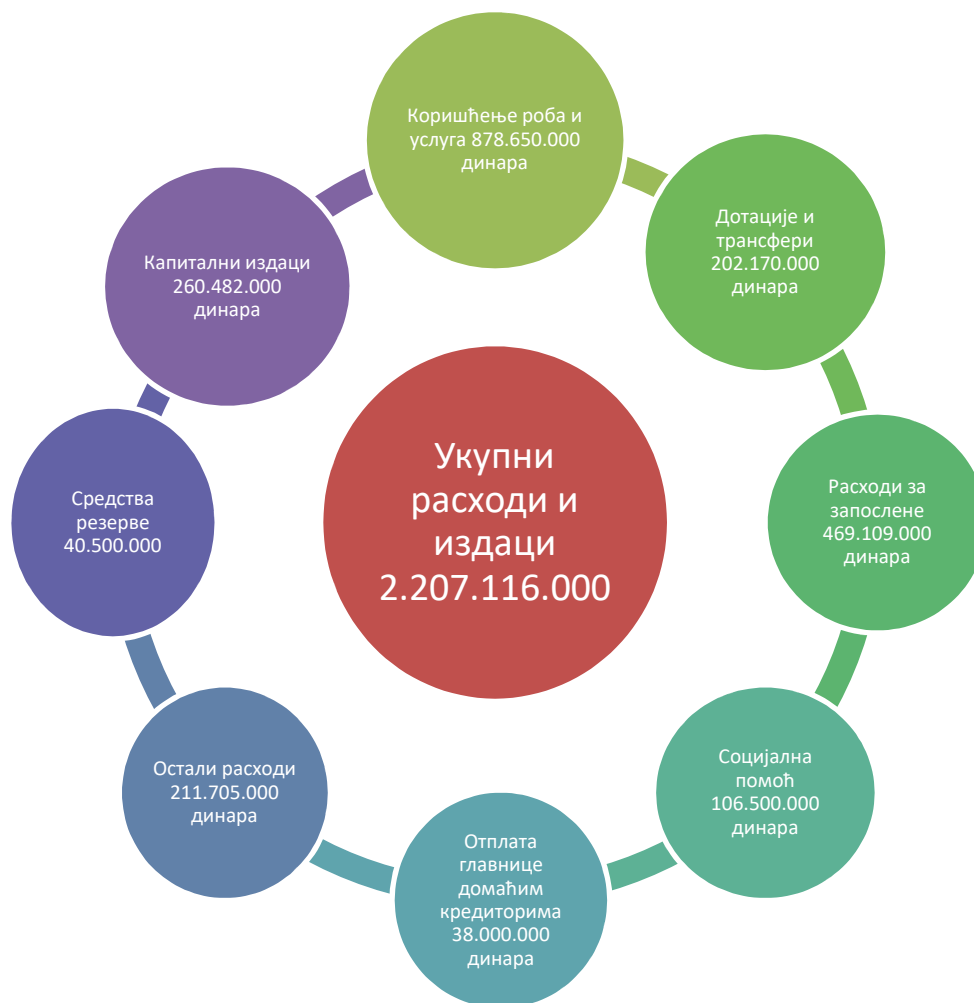 Коришћење роба и
услуга 878.650.000
динара
Дотације и
трансфери
202.170.000
динара
Капитални издаци
260.482.000
динара
Укупни
расходи и
издаци
2.207.116.000
Средства
резерве
40.500.000
Расходи за
запослене
469.109.000
динара
Остали расходи
211.705.000
динара
Социјална
помоћ
106.500.000
динара
Отплата
главнице
домаћим
кредиторима
38.000.000
динара